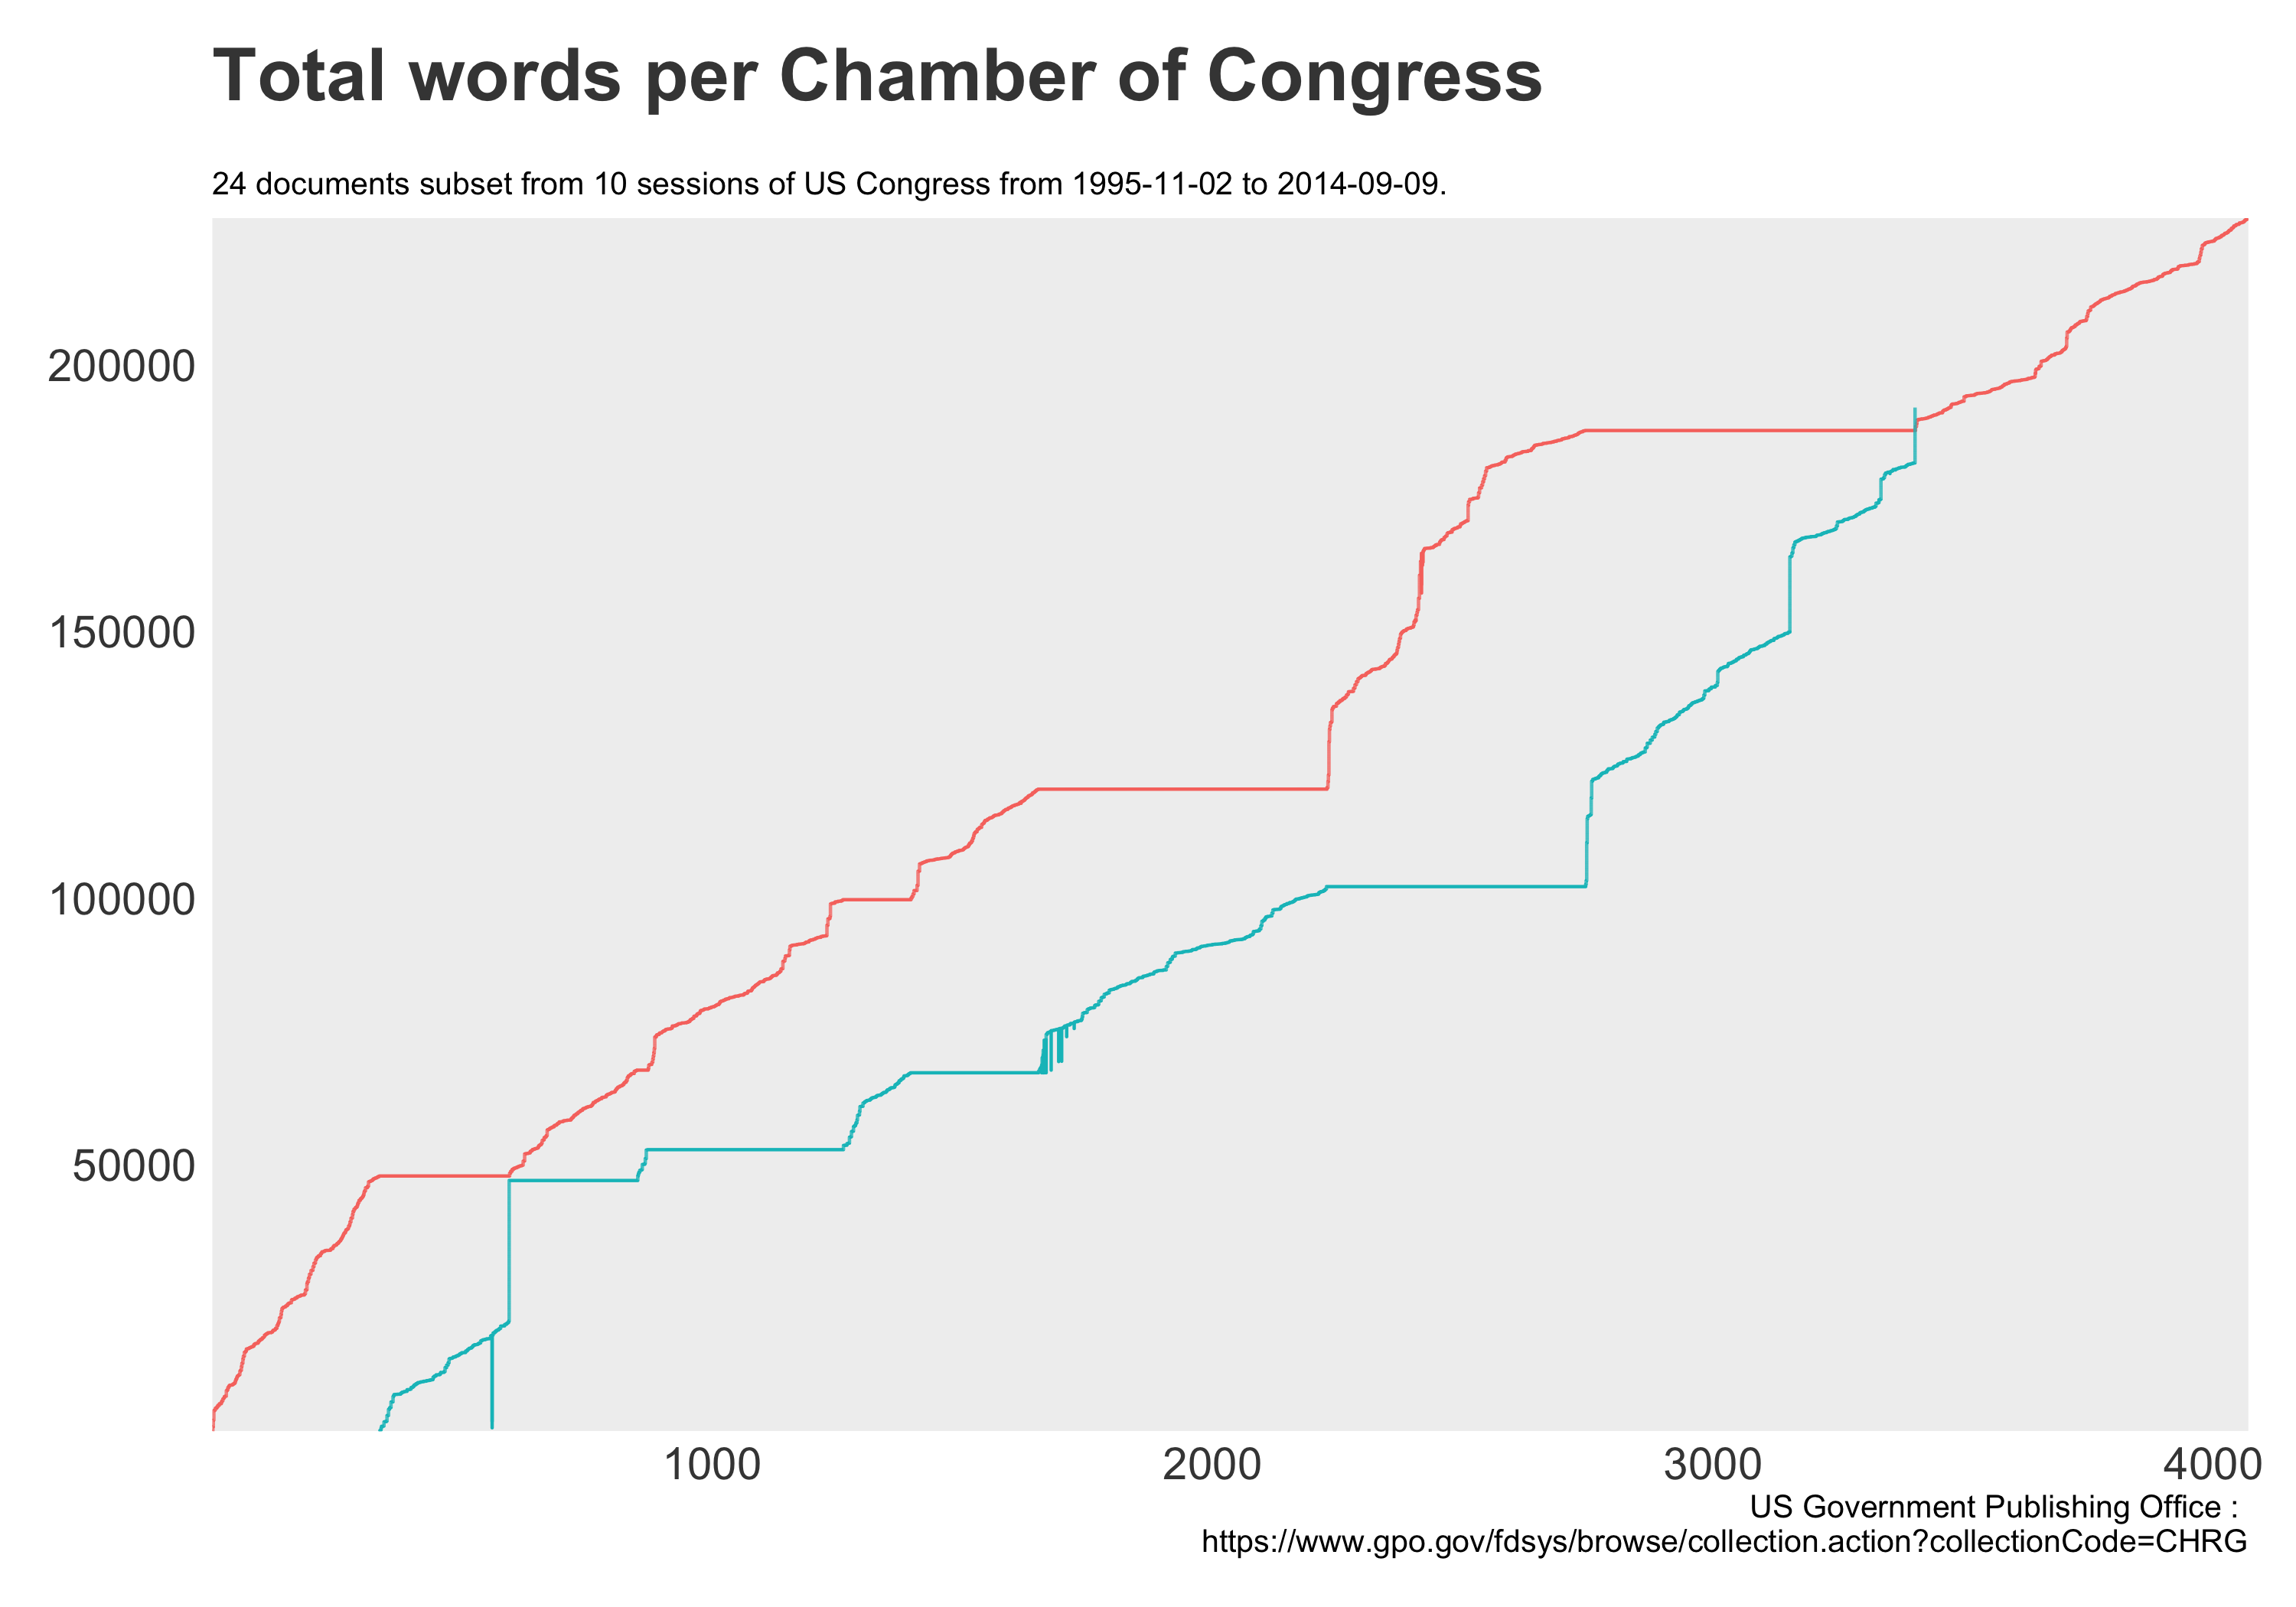 Total words per Chamber of Congress
24 documents subset from 10 sessions of US Congress from 1995-11-02 to 2014-09-09.
200000
150000
100000
50000
1000 2000 3000 4000
US Government Publishing Office :
https://www.gpo.gov/fdsys/browse/collection.action?collectionCode=CHRG